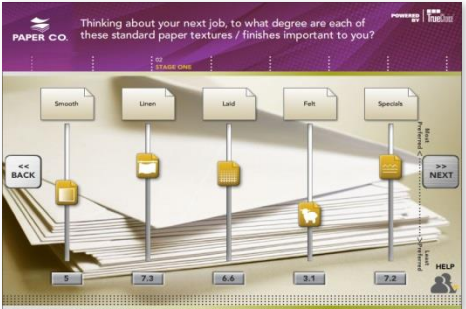 PAPER CO.
Thinking about your next job, to what degree are each of
these standard paper textures / finishes important to you?
POWERED
BY
TrueChoice
02
STAGE ONE
Smooth
Linen
Laid
Felt
Specials
Most
Preferred <
> Preferred
Least
<<
BACK
>>
NEXT
5
7.3
6.6
3.1
7.2
HELP